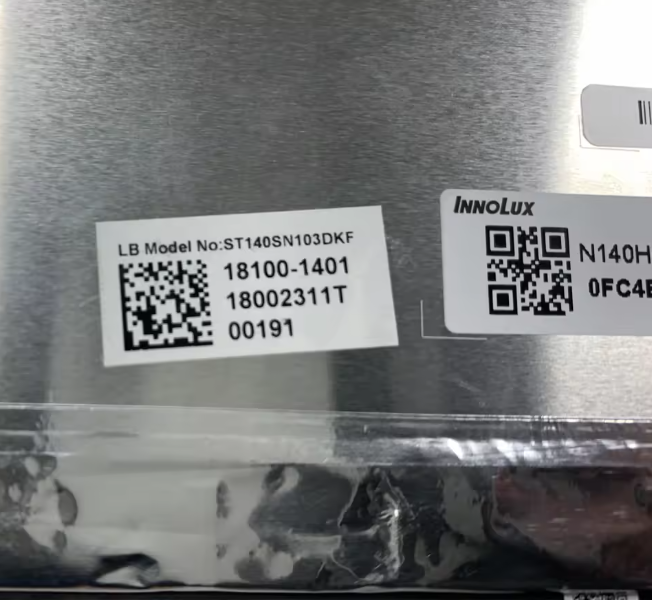 LB Model No:ST140SN103DKF
18100-1401
18002311T
00191
INNOLUX
N140H
0FC4